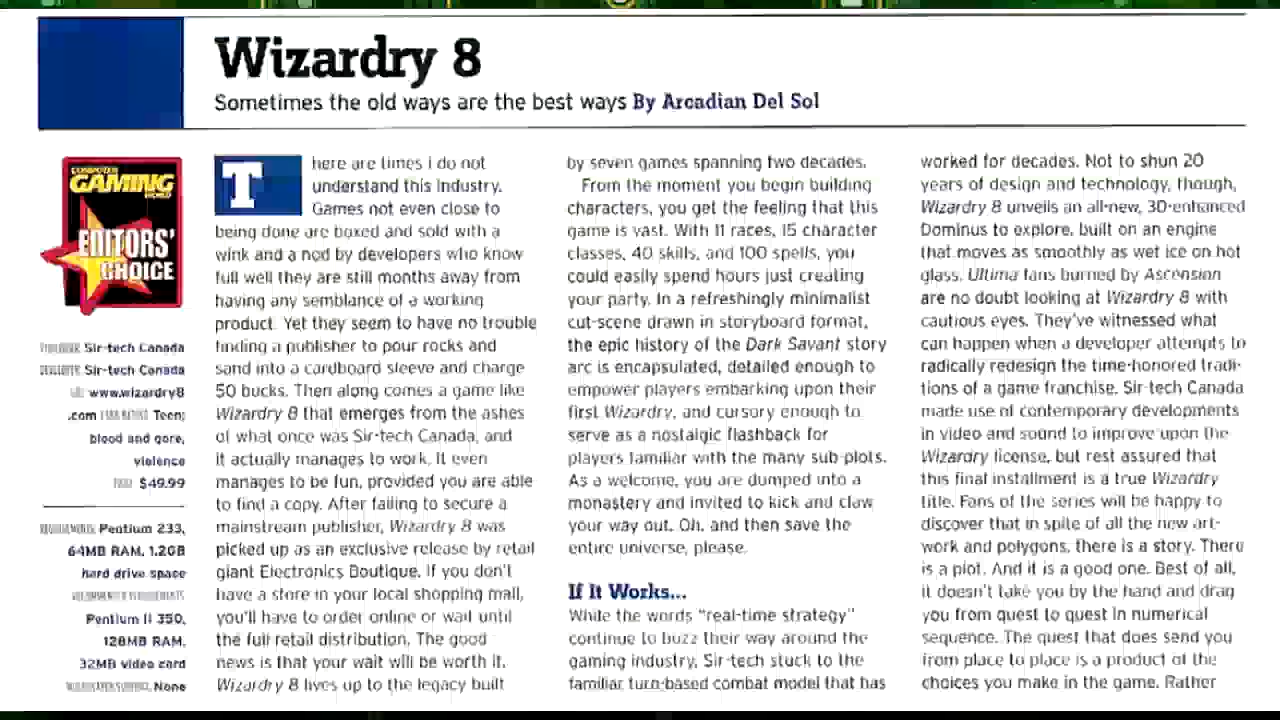 Wizardry 8
Sometimes the old ways are the best ways By Arcadian Del Sol
COMPUTER
GAMING
WORLD
EDITORS'
CHOICE
PUBLISHER: Sir-tech Canada
DEVELOPER: Sir-tech Canada
URL: www.wizardry8
.com ESRB RATING: Teen;
blood and gore,
violence
$49.99
REQUIREMENTS: Pentium 233,
64MB RAM, 1.2GB
hard drive space
RECOMMENDED REQUIREMENTS:
Pentium II 350,
128MB RAM,
32MB video card
MULTIPLAYER SUPPORT: None
There are times I do not
understand this industry.
Games not even close to
being done are boxed and sold with a
wink and a nod by developers who know
full well they are still months away from
having any semblance of a working
product. Yet they seem to have no trouble
finding a publisher to pour rocks and
sand into a cardboard sleeve and charge
50 bucks. Then along comes a game like
Wizardry 8 that emerges from the ashes
of what once was Sir-tech Canada, and
it actually manages to work. It even
manages to be fun, provided you are able
to find a copy. After failing to secure a
mainstream publisher, Wizardry 8 was
picked up as an exclusive release by retail
giant Electronics Boutique. If you don't
have a store in your local shopping mall,
you'll have to order online or wait until
the full retail distribution. The good
news is that your wait will be worth it.
Wizardry 8 lives up to the legacy built
by seven games spanning two decades.
From the moment you begin building
characters, you get the feeling that this
game is vast. With 11 races, 15 character
classes, 40 skills, and 100 spells, you
could easily spend hours just creating
your party. In a refreshingly minimalist
cut-scene drawn in storyboard format,
the epic history of the Dark Savant story
arc is encapsulated, detailed enough to
empower players embarking upon their
first Wizardry, and cursory enough to
serve as a nostalgic flashback for
players familiar with the many sub-plots.
As a welcome, you are dumped into a
monastery and invited to kick and claw
your way out. Oh, and then save the
entire universe, please.
If It Works...
While the words "real-time strategy"
continue to buzz their way around the
gaming industry, Sir-tech stuck to the
familiar turn-based combat model that has
worked for decades. Not to shun 20
years of design and technology, though,
Wizardry 8 unveils an all-new, 3D-enhanced
Dominus to explore, built on an engine
that moves as smoothly as wet ice on hot
glass. Ultima fans burned by Ascension
are no doubt looking at Wizardry 8 with
cautious eyes. They've witnessed what
can happen when a developer attempts to
radically redesign the time-honored tradi-
tions of a game franchise. Sir-tech Canada
made use of contemporary developments
in video and sound to improve upon the
Wizardry license, but rest assured that
this final installment is a true Wizardry
title. Fans of the series will be happy to
discover that in spite of all the new art-
work and polygons, there is a story. There
is a plot. And it is a good one. Best of all,
it doesn't take you by the hand and drag
you from quest to quest in numerical
sequence. The quest that does send you
from place to place is a product of the
choices you make in the game. Rather